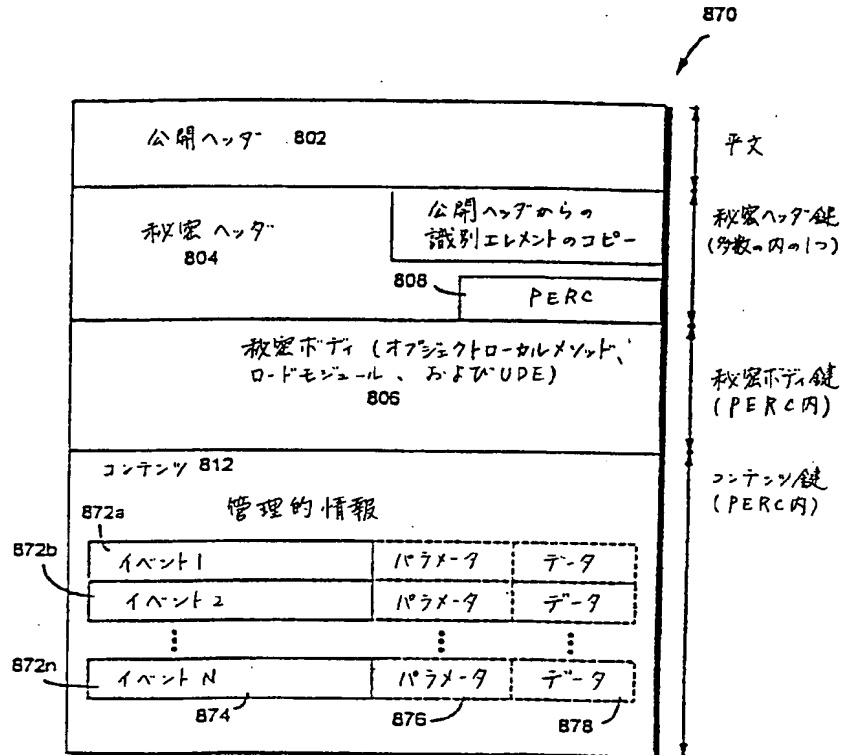 870
公開ヘッダ 802
平文
秘密ヘッダ
804
公開ヘッダからの
識別エレメントのコピー
808
PERC
秘密ヘッダ鍵
(多数の内の1つ)
秘密ボディ (オブジェクトローカルメソッド、
ロードモジュール、およびUDE)
806
秘密ボディ鍵
(PERC内)
コンテンツ 812
管理的情報
コンテンツ鍵
(PERC内)
872a
イベント1 パラメータ データ
872b
イベント2 パラメータ データ
872n
イベントN パラメータ データ
874 876 878